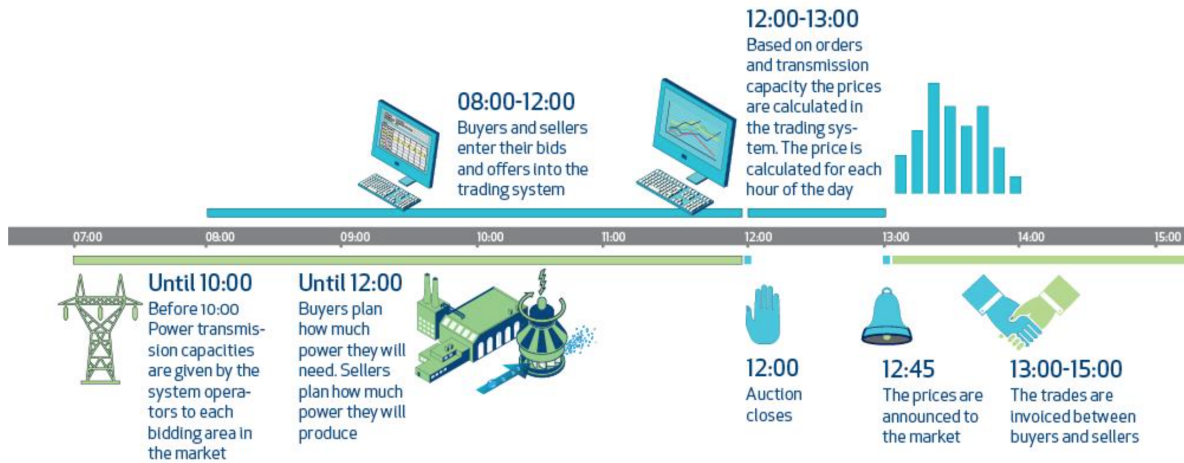 12:00-13:00
Based on orders
and transmission
capacity the prices
are calculated in
the trading sys-
tem. The price is
calculated for each
hour of the day
08:00-12:00
Buyers and sellers
enter their bids
and offers into the
trading system
07:00
08:00
09:00
10:00
11:00
12:00
13:00
14:00
15:00
Until 10:00
Before 10:00
Power transmis-
sion capacities
are given by the
system opera-
tors to each
bidding area in
the market
Until 12:00
Buyers plan
how much
power they will
need. Sellers
plan how much
power they will
produce
12:00
Auction
closes
12:45
The prices are
announced to
the market
13:00-15:00
The trades are
invoiced between
buyers and sellers